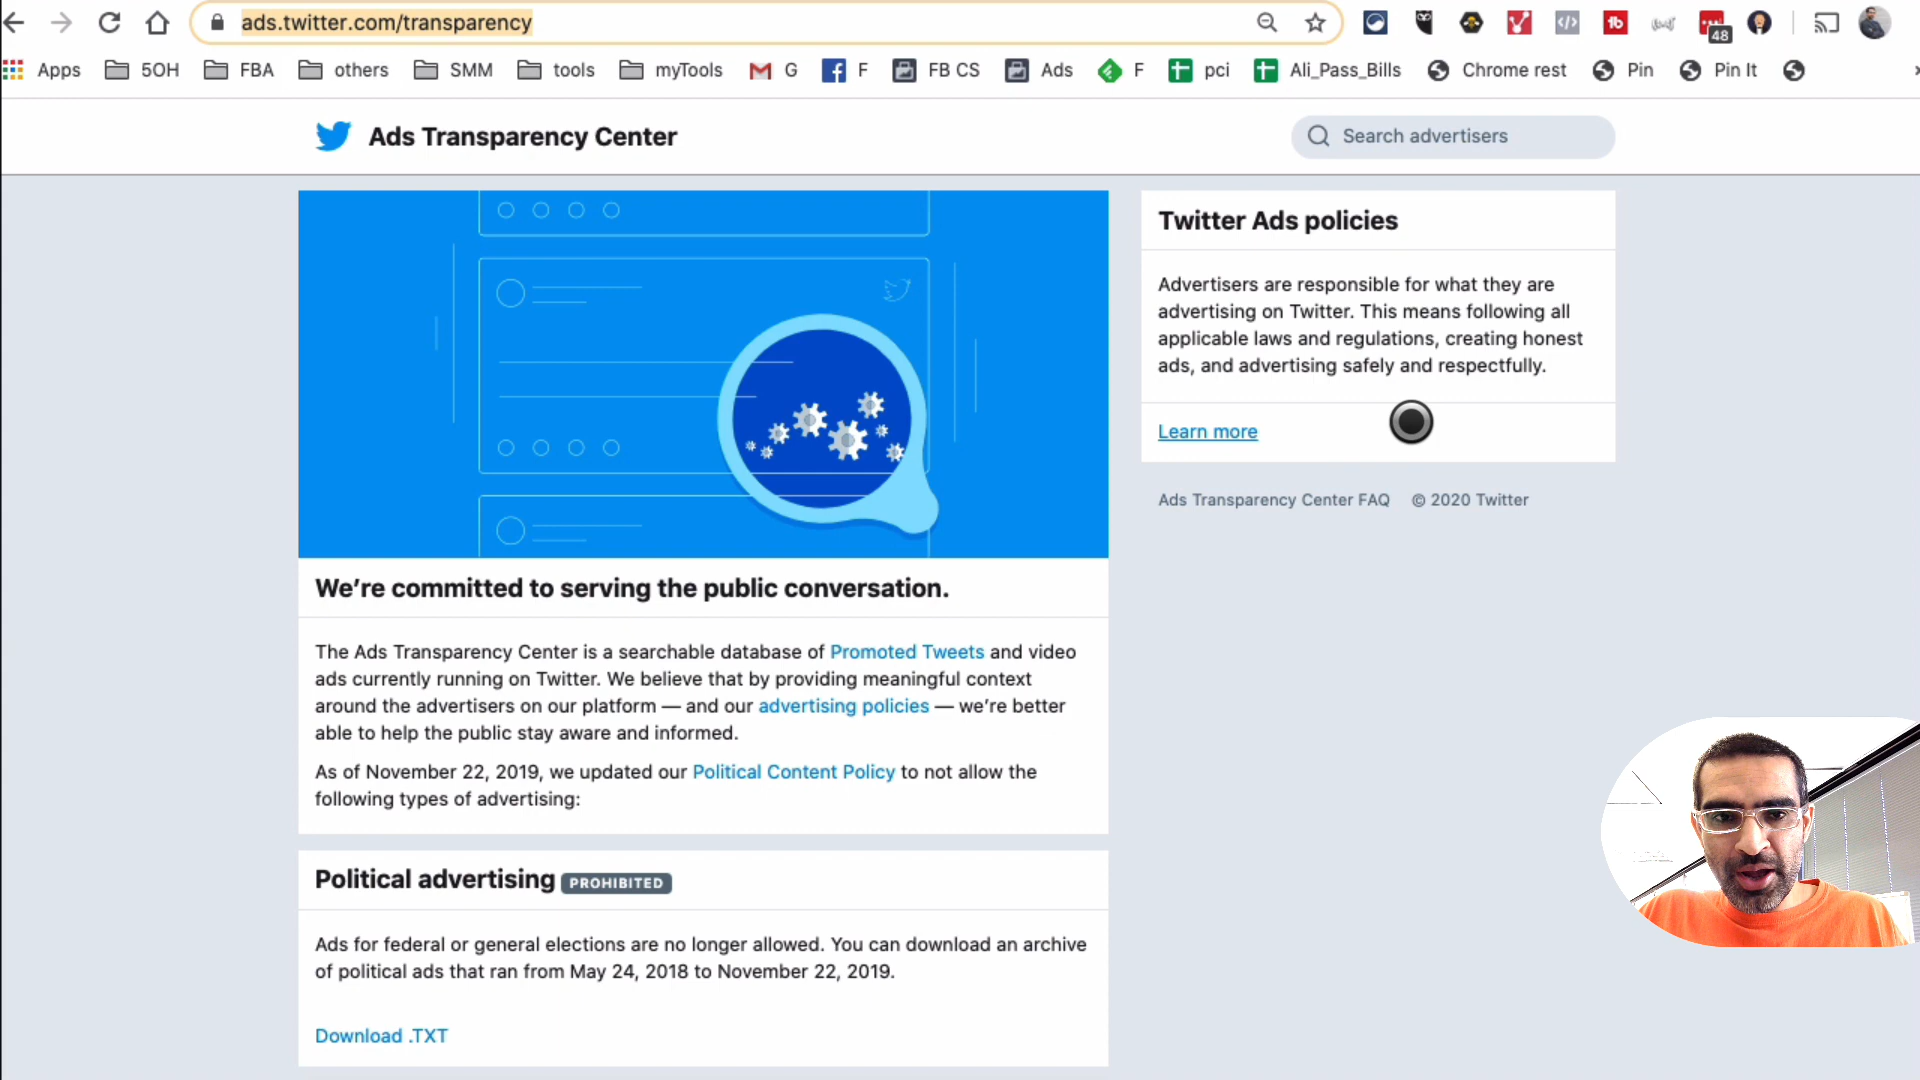 ads.twitter.com/transparency
48
Apps 5OH FBA others SMM tools myTools G F FB CS Ads F pci Ali_Pass_Bills Chrome rest Pin Pin It
Ads Transparency Center
Search advertisers
We’re committed to serving the public conversation.
The Ads Transparency Center is a searchable database of Promoted Tweets and video
ads currently running on Twitter. We believe that by providing meaningful context
around the advertisers on our platform — and our advertising policies — we’re better
able to help the public stay aware and informed.
As of November 22, 2019, we updated our Political Content Policy to not allow the
following types of advertising:
Political advertising PROHIBITED
Ads for federal or general elections are no longer allowed. You can download an archive
of political ads that ran from May 24, 2018 to November 22, 2019.
Download .TXT
Twitter Ads policies
Advertisers are responsible for what they are
advertising on Twitter. This means following all
applicable laws and regulations, creating honest
ads, and advertising safely and respectfully.
Learn more
Ads Transparency Center FAQ © 2020 Twitter